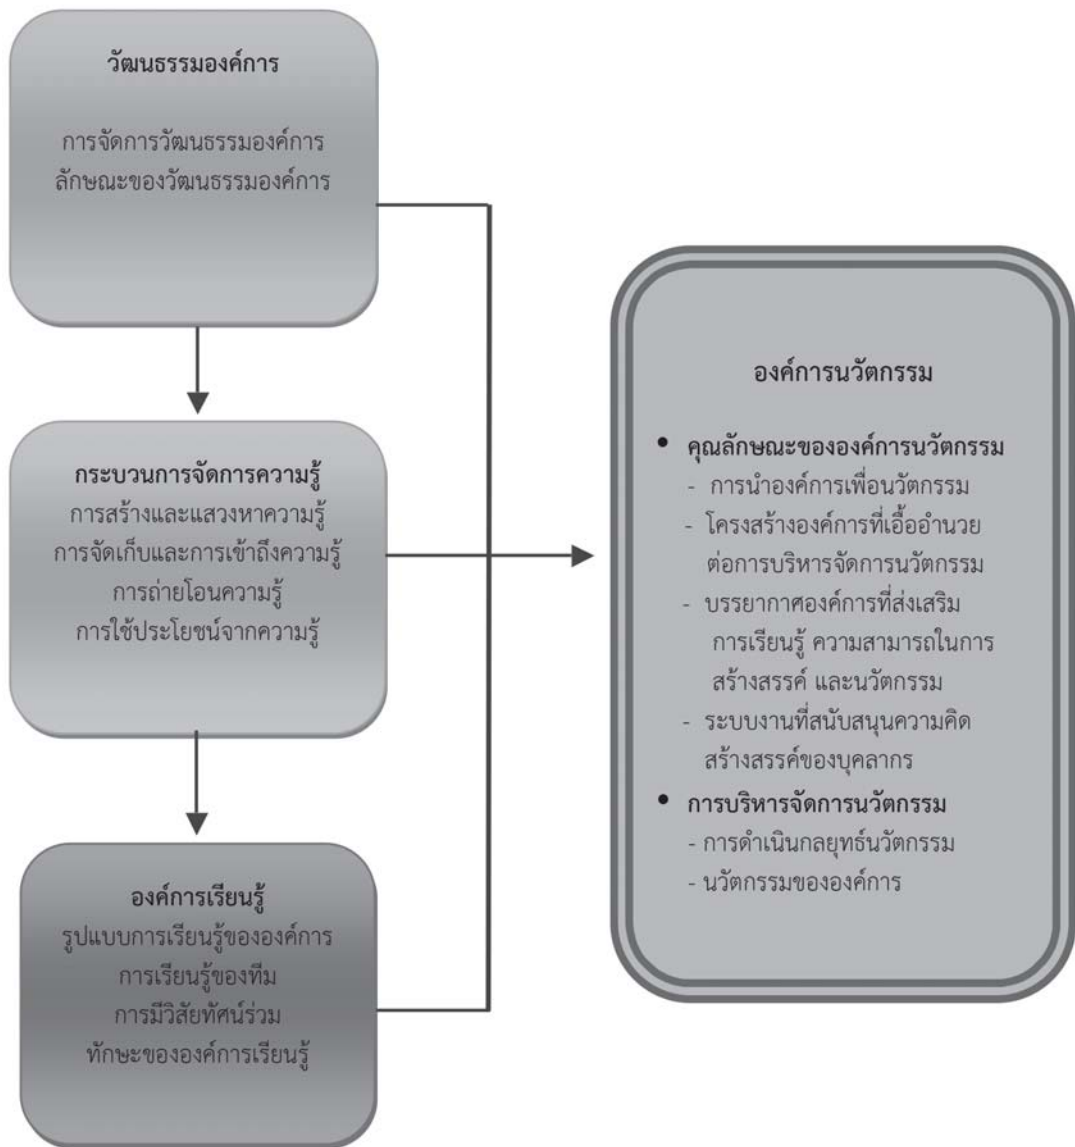 วัฒนธรรมองค์การ
การจัดการวัฒนธรรมองค์การ
ลักษณะของวัฒนธรรมองค์การ
กระบวนการจัดการความรู้
การสร้างและแสวงหาความรู้
การจัดเก็บและการเข้าถึงความรู้
การถ่ายโอนความรู้
การใช้ประโยชน์จากความรู้
องค์การเรียนรู้
รูปแบบการเรียนรู้ขององค์การ
การเรียนรู้ของทีม
การมีวิสัยทัศน์ร่วม
ทักษะขององค์การเรียนรู้
องค์การนวัตกรรม
• คุณลักษณะขององค์การนวัตกรรม
- การนำองค์การเพื่อนวัตกรรม
- โครงสร้างองค์การที่เอื้ออำนวย
ต่อการบริหารจัดการนวัตกรรม
- บรรยากาศองค์การที่ส่งเสริม
การเรียนรู้ ความสามารถในการ
สร้างสรรค์ และนวัตกรรม
- ระบบงานที่สนับสนุนความคิด
สร้างสรรค์ของบุคลากร
• การบริหารจัดการนวัตกรรม
- การดำเนินกลยุทธ์นวัตกรรม
- นวัตกรรมขององค์การ